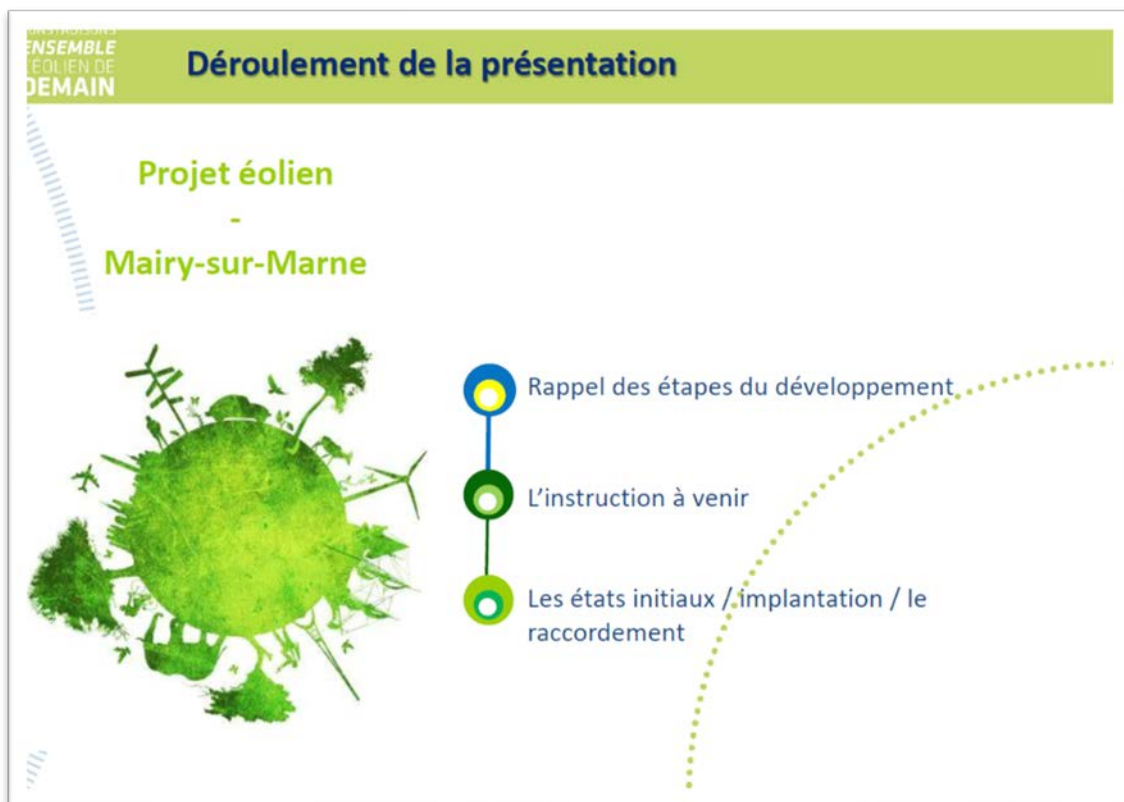 CONSTRUISONS
ENSEMBLE
L'ÉOLIEN DE
DEMAIN
Déroulement de la présentation
Projet éolien
-
Mairy-sur-Marne
Rappel des étapes du développement
L'instruction à venir
Les états initiaux / implantation / le
raccordement